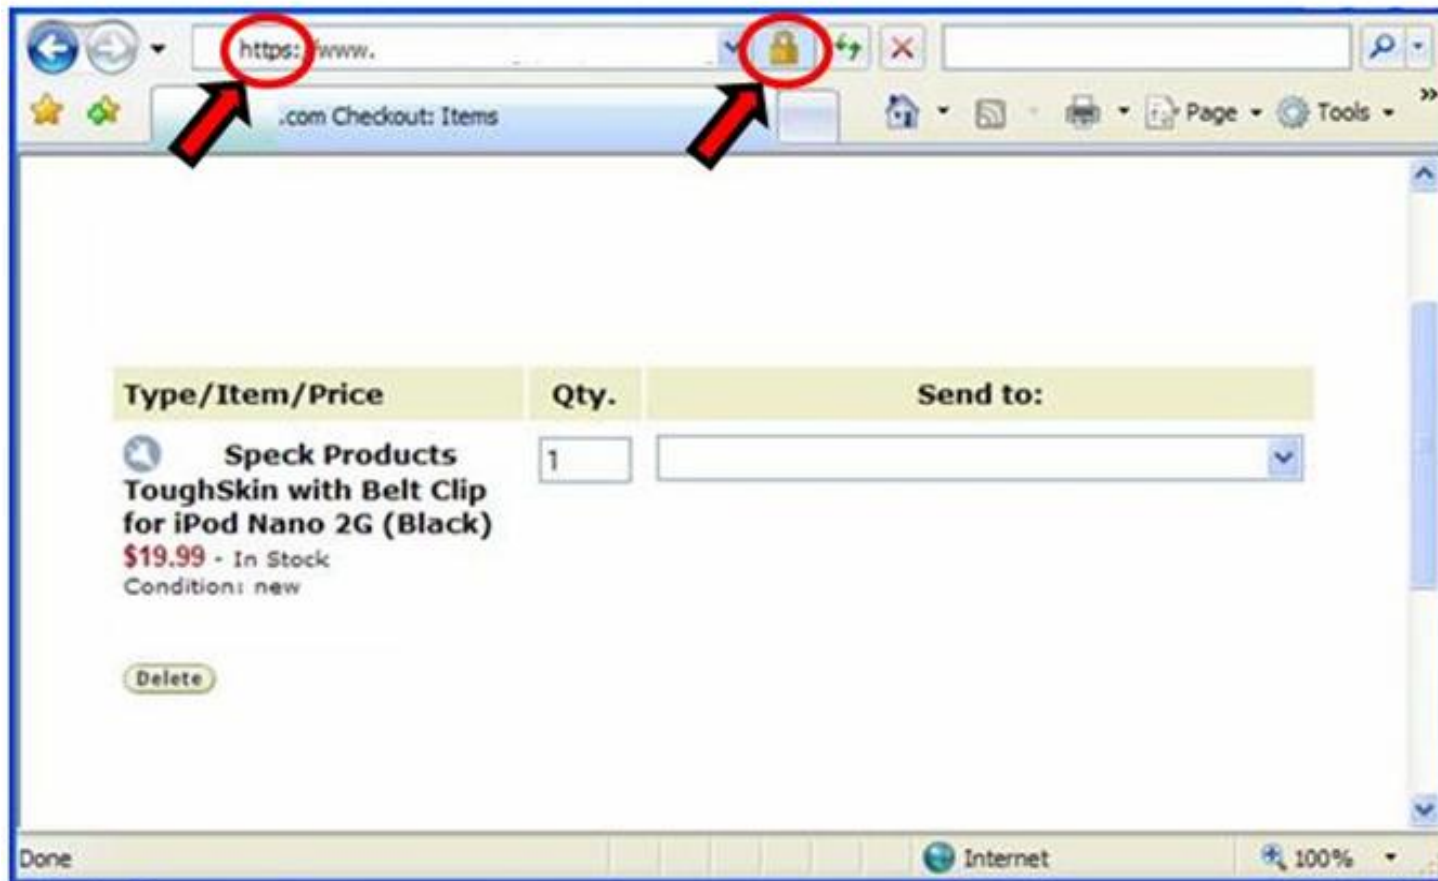 https://www.
.com Checkout: Items
Page
Tools
»
Type/Item/Price Qty. Send to:
Speck Products
ToughSkin with Belt Clip
for iPod Nano 2G (Black)
$19.99 - In Stock
Condition: new
1
Delete
Done
Internet
100%